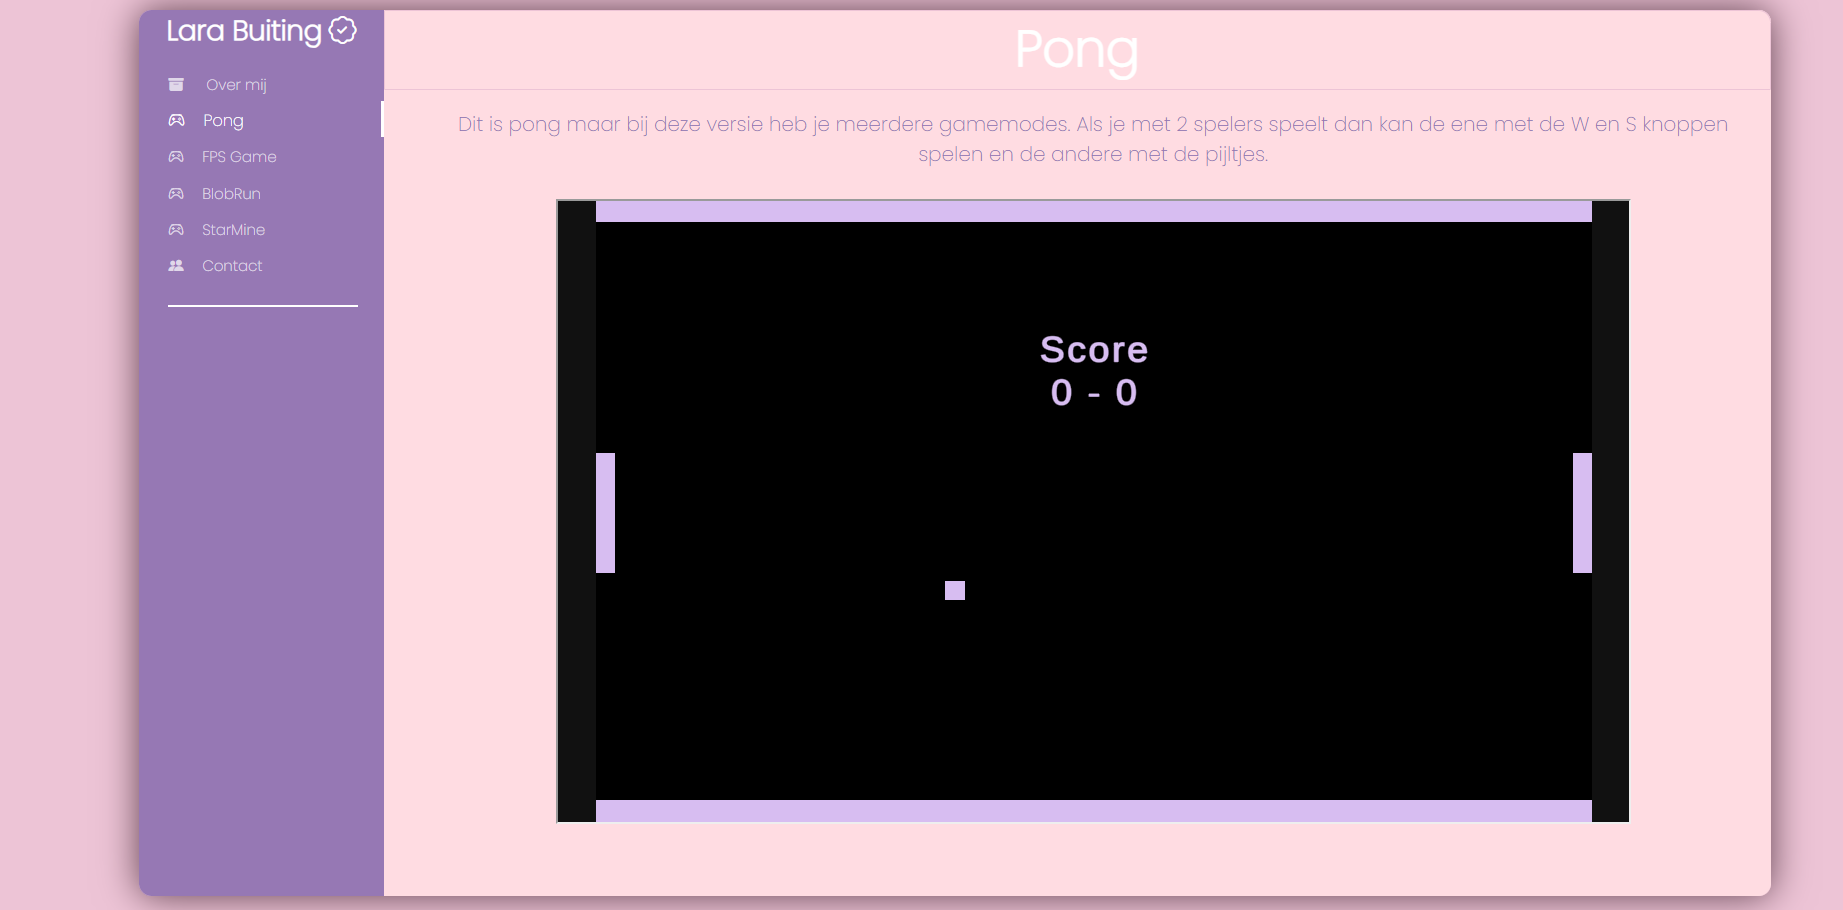 Lara Buiting
Over mij
Pong
FPS Game
BlobRun
StarMine
Contact
Pong
Dit is pong maar bij deze versie heb je meerdere gamemodes. Als je met 2 spelers speelt dan kan de ene met de W en S knoppen
spelen en de andere met de pijltjes.
Score
0 - 0